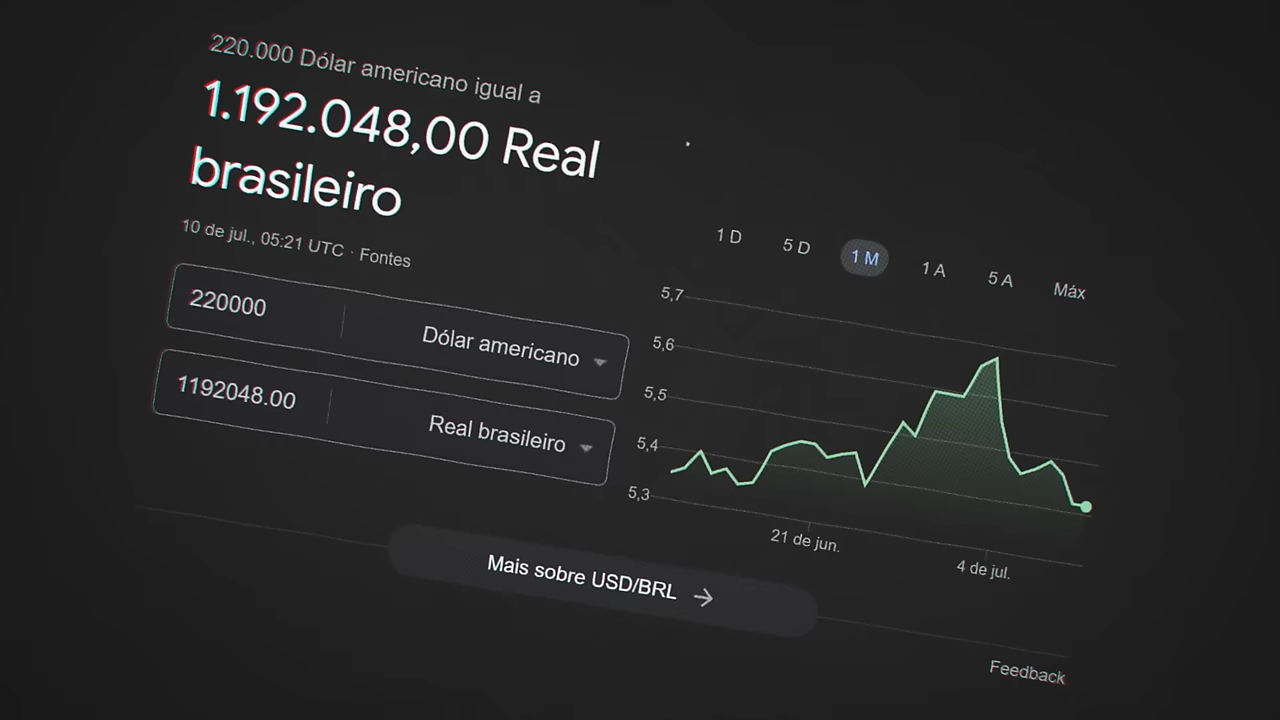 220.000 Dólar americano igual a
1.192.048,00 Real
brasileiro
10 de jul., 05:21 UTC · Fontes
220000
Dólar americano
1192048.00
Real brasileiro
1 D
5 D
1 M
1 A
5 A
Máx
5,7
5,6
5,5
5,4
5,3
21 de jun.
4 de jul.
Mais sobre USD/BRL
Feedback